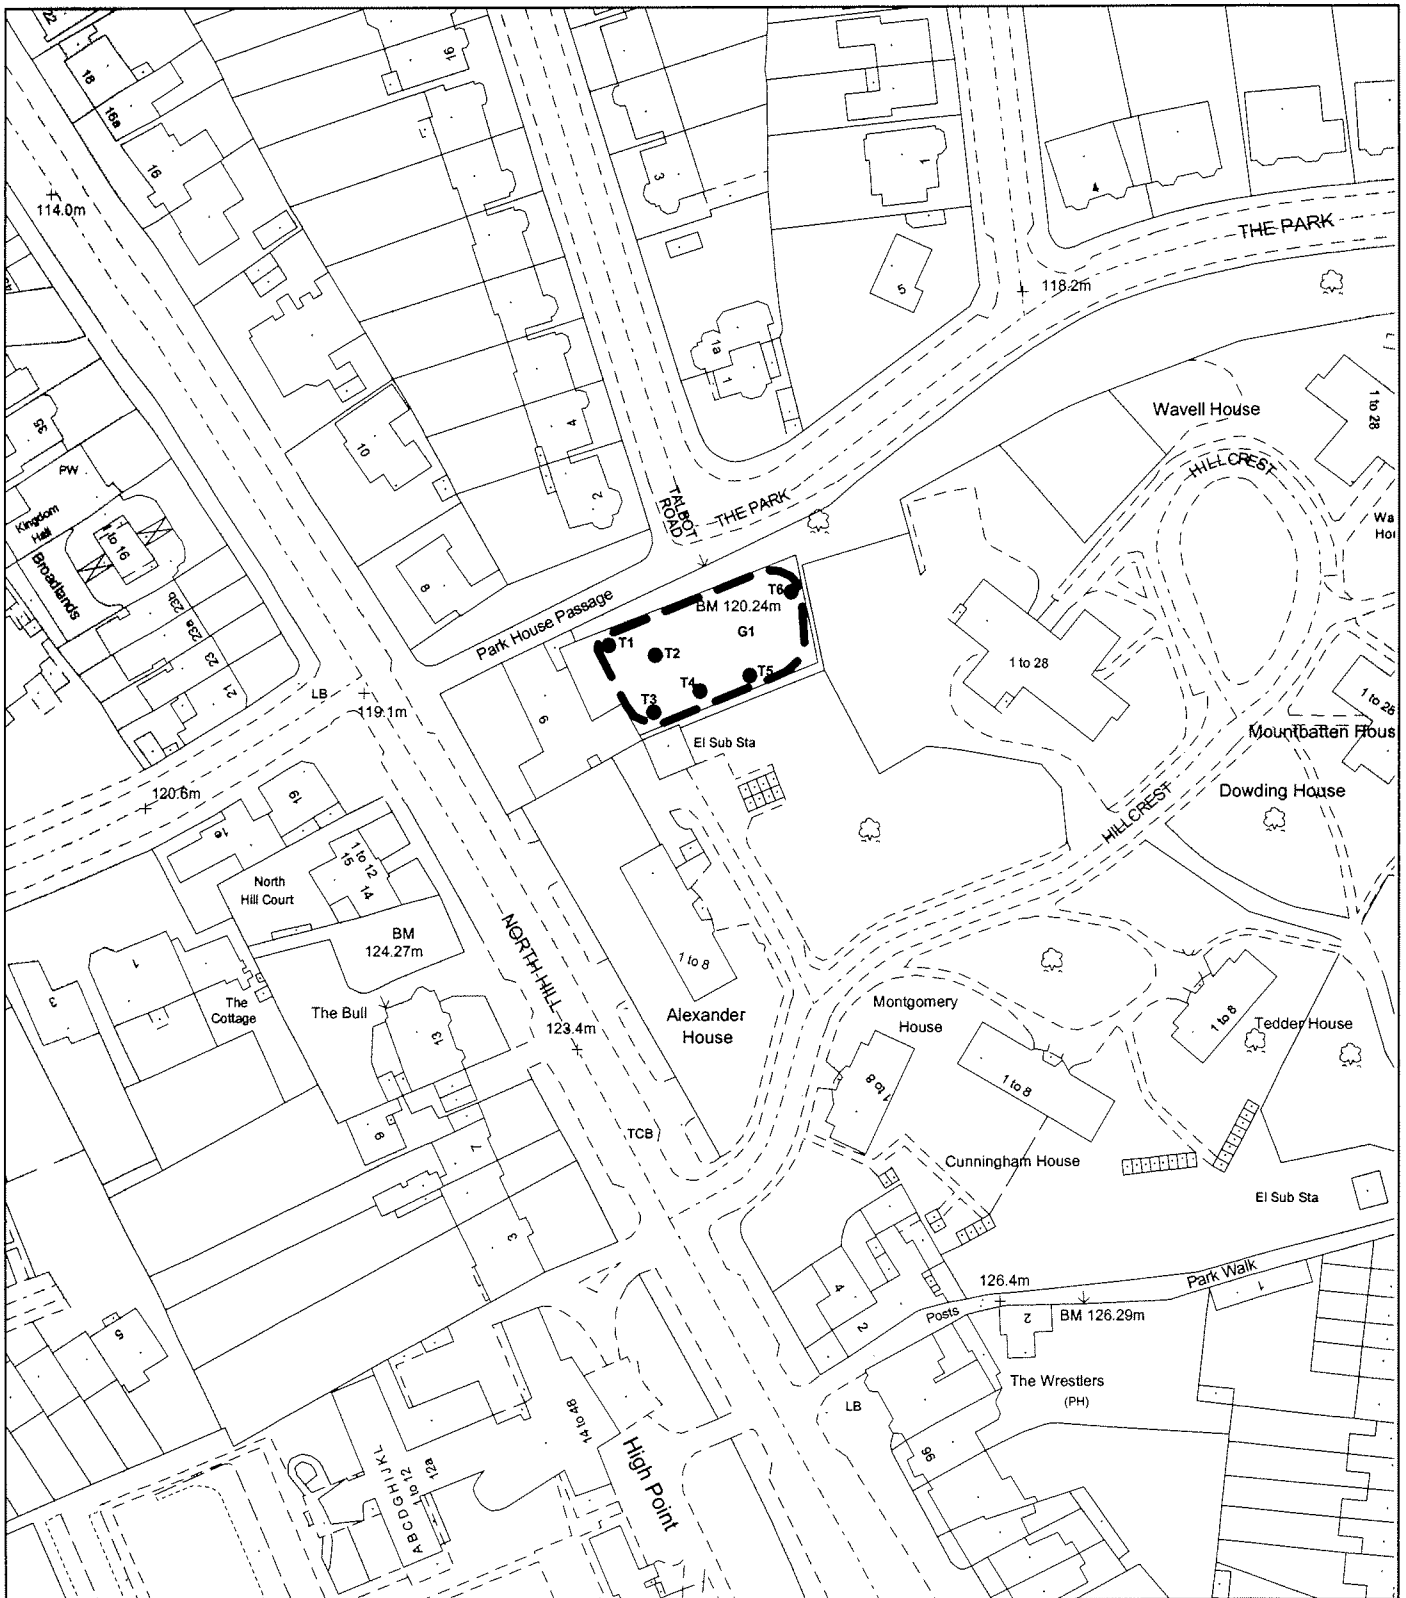 22
18
16a
16
114.0m
16
3
1
4
THE PARK
5
118.2m
1a
1
35
PW
Kingdom
Hall
Broadlands
1 to 16
10
4
2
8
TALBOT
ROAD
THE PARK
Wavell House
HILLCREST
1 to 28
23b
23a
23
21
LB
119.1m
120.6m
Park House Passage
T1
T2
T3
T4
T5
T6
BM 120.24m
G1
9
El Sub Sta
1 to 28
Mountbatten Hous
1 to 28
Dowding House
HILLCREST
19
1e
1 to 12
15
14
North
Hill Court
BM
124.27m
NORTH HILL
1
3
The
Cottage
The Bull
13
123.4m
1 to 8
Alexander
House
Montgomery
House
1 to 8
1 to 8
1 to 8
Tedder House
9
7
TCB
Cunningham House
El Sub Sta
3
4
2
126.4m
Posts
2
BM 126.29m
Park Walk
1
5
The Wrestlers
(PH)
LB
96
14 to 48
High Point
ABCDGHIJKL
1 to 12
12a